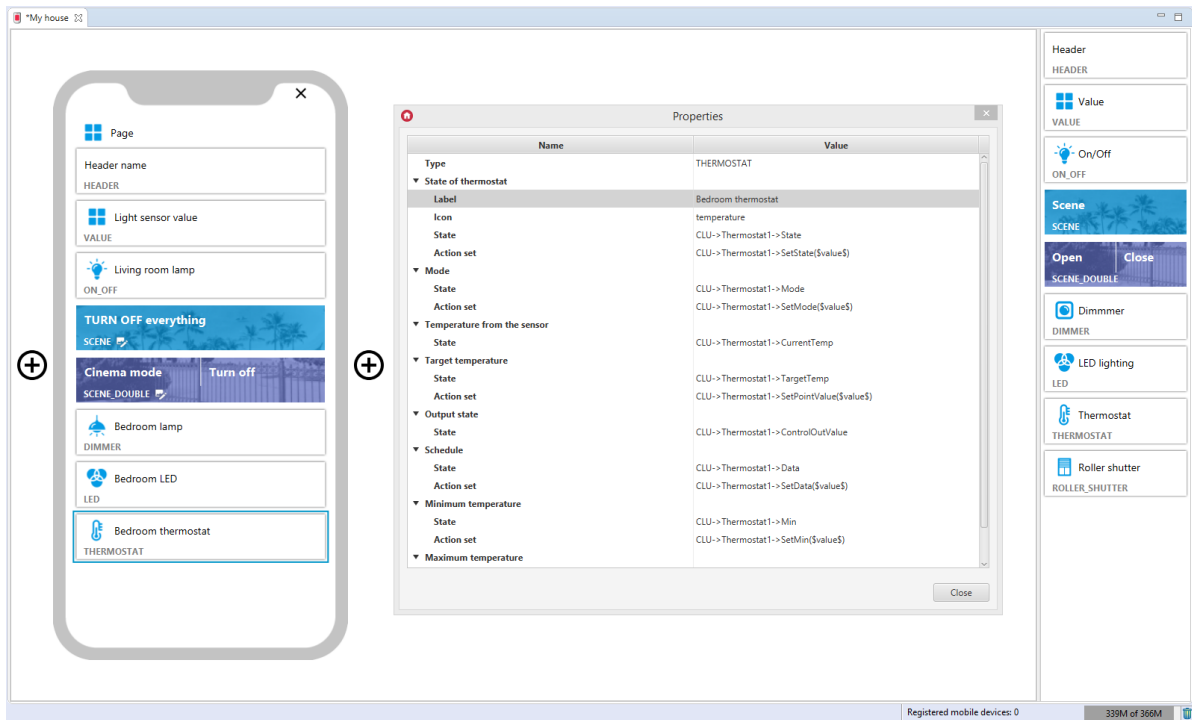 *My house
Page
Header name
HEADER
Light sensor value
VALUE
Living room lamp
ON_OFF
TURN OFF everything
SCENE
Cinema mode Turn off
SCENE_DOUBLE
Bedroom lamp
DIMMER
Bedroom LED
LED
Bedroom thermostat
THERMOSTAT
Properties
Name Value
Type THERMOSTAT
State of thermostat
Label Bedroom thermostat
Icon temperature
State CLU->Thermostat1->State
Action set CLU->Thermostat1->SetState($value$)
Mode
State CLU->Thermostat1->Mode
Action set CLU->Thermostat1->SetMode($value$)
Temperature from the sensor
State CLU->Thermostat1->CurrentTemp
Target temperature
State CLU->Thermostat1->TargetTemp
Action set CLU->Thermostat1->SetPointValue($value$)
Output state
State CLU->Thermostat1->ControlOutValue
Schedule
State CLU->Thermostat1->Data
Action set CLU->Thermostat1->SetData($value$)
Minimum temperature
State CLU->Thermostat1->Min
Action set CLU->Thermostat1->SetMin($value$)
Maximum temperature
Close
Header
HEADER
Value
VALUE
On/Off
ON_OFF
Scene
SCENE
Open Close
SCENE_DOUBLE
Dimmmer
DIMMER
LED lighting
LED
Thermostat
THERMOSTAT
Roller shutter
ROLLER_SHUTTER
Registered mobile devices: 0
339M of 366M